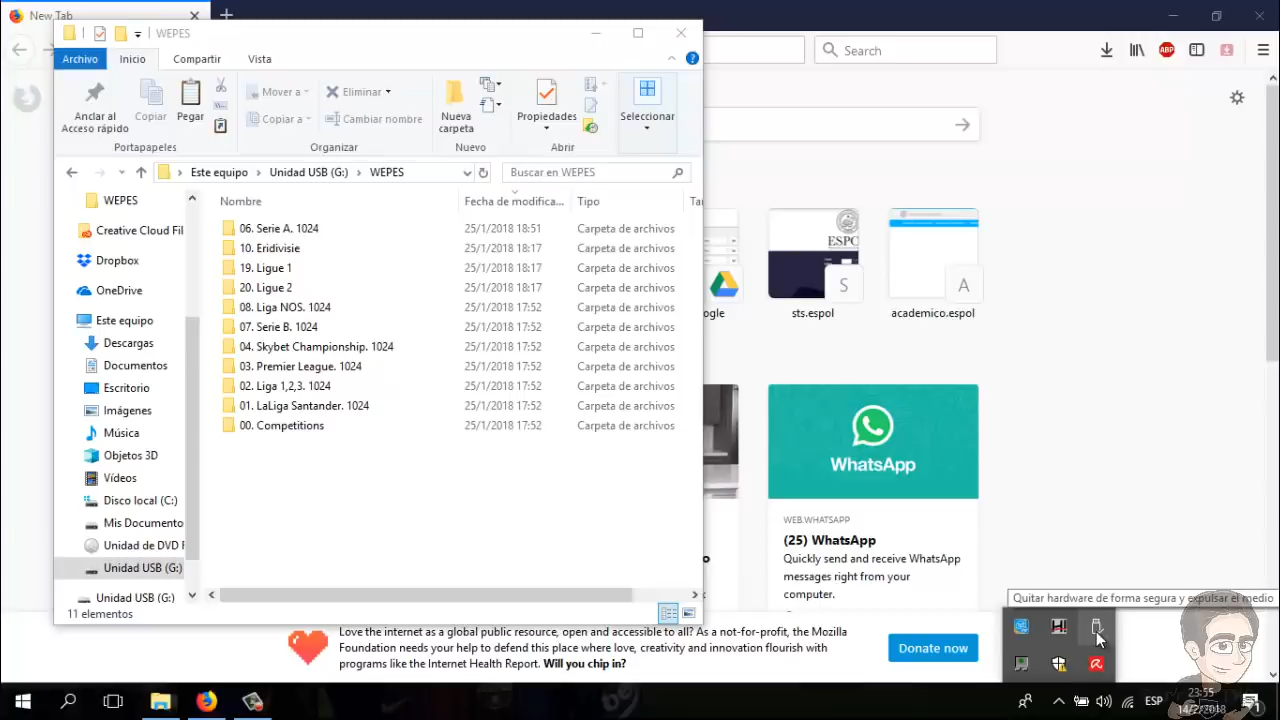 New Tab
WEPES
Archivo
Inicio
Compartir
Vista
Search
Anclar al
Acceso rápido
Copiar
Pegar
Mover a
Copiar a
Eliminar
Cambiar nombre
Nueva
carpeta
Propiedades
Seleccionar
Portapapeles
Organizar
Nuevo
Abrir
Este equipo
Unidad USB (G:)
WEPES
Buscar en WEPES
WEPES
Creative Cloud Fil
Dropbox
OneDrive
Este equipo
Descargas
Documentos
Escritorio
Imágenes
Música
Objetos 3D
Vídeos
Disco local (C:)
Mis Documento
Unidad de DVD
Unidad USB (G:)
Unidad USB (G:)
11 elementos
Nombre
Fecha de modifica...
Tipo
06. Serie A. 1024 25/1/2018 18:51 Carpeta de archivos
10. Eridivisie 25/1/2018 18:17 Carpeta de archivos
19. Ligue 1 25/1/2018 18:17 Carpeta de archivos
20. Ligue 2 25/1/2018 18:17 Carpeta de archivos
08. Liga NOS. 1024 25/1/2018 17:52 Carpeta de archivos
07. Serie B. 1024 25/1/2018 17:52 Carpeta de archivos
04. Skybet Championship. 1024 25/1/2018 17:52 Carpeta de archivos
03. Premier League. 1024 25/1/2018 17:52 Carpeta de archivos
02. Liga 1,2,3. 1024 25/1/2018 17:52 Carpeta de archivos
01. LaLiga Santander. 1024 25/1/2018 17:52 Carpeta de archivos
00. Competitions 25/1/2018 17:52 Carpeta de archivos
ABP
ESPC
S
A
ogle
sts.espol
academico.espol
WhatsApp
WEB.WHATSAPP
(25) WhatsApp
Quickly send and receive WhatsApp
messages right from your
computer.
Quitar hardware de forma segura y expulsar el medio
Love the internet as a global public resource, open and accessible to all? As a not-for-profit, the Mozilla
Foundation needs your help to defend this place where love, creativity and innovation flourish with
programs like the Internet Health Report. Will you chip in?
Donate now
ESP
23:55
14/2/2018